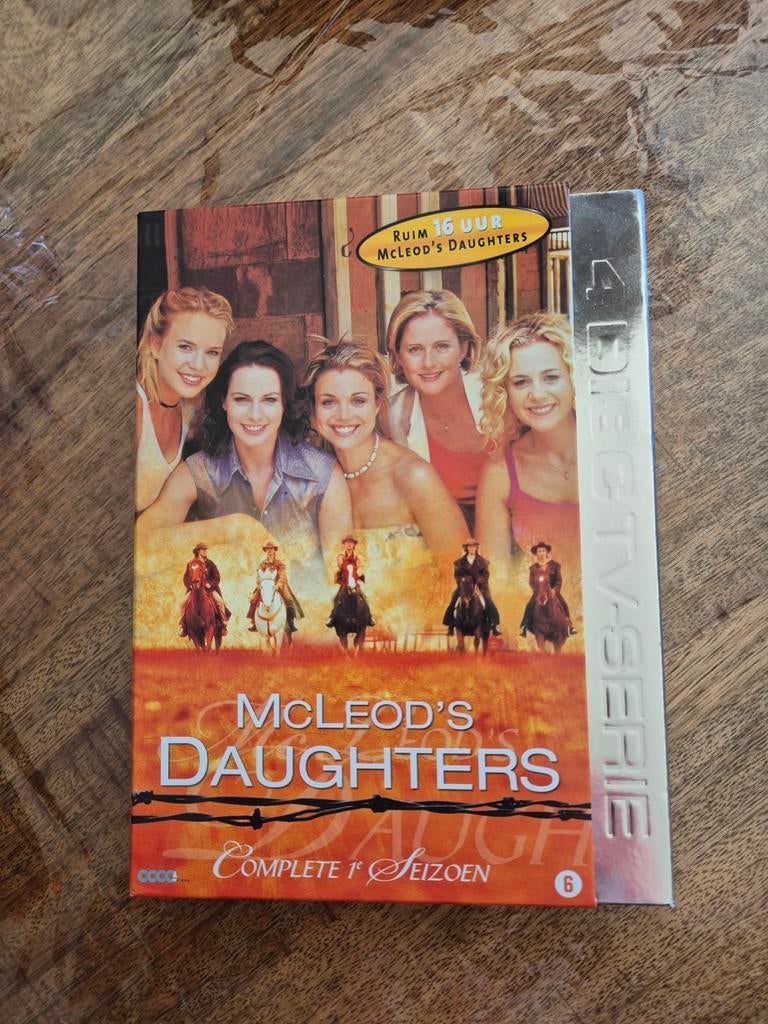 RUIM 16 UUR
MCLEOD'S DAUGHTERS
4 DISC TV-SERIE
MCLEOD'S
DAUGHTERS
COMPLETE 1e SEIZOEN
6